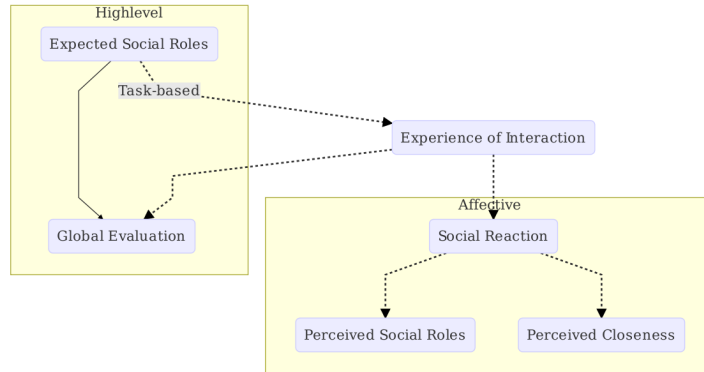 Highlevel
Expected Social Roles
Task-based
Experience of Interaction
Global Evaluation
Affective
Social Reaction
Perceived Social Roles
Perceived Closeness